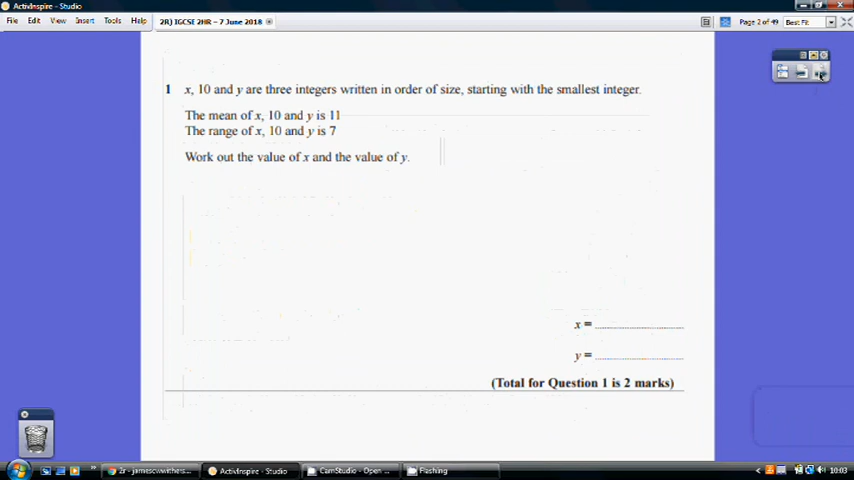 ActivInspire - Studio
File Edit View Insert Tools Help
2R) IGCSE 2HR – 7 June 2018
Page 2 of 49
Best Fit
1 x, 10 and y are three integers written in order of size, starting with the smallest integer.
The mean of x, 10 and y is 11
The range of x, 10 and y is 7
Work out the value of x and the value of y.
x =
y =
(Total for Question 1 is 2 marks)
ActivInspire - Studio
CamStudio - Open ...
Flashing
10:03